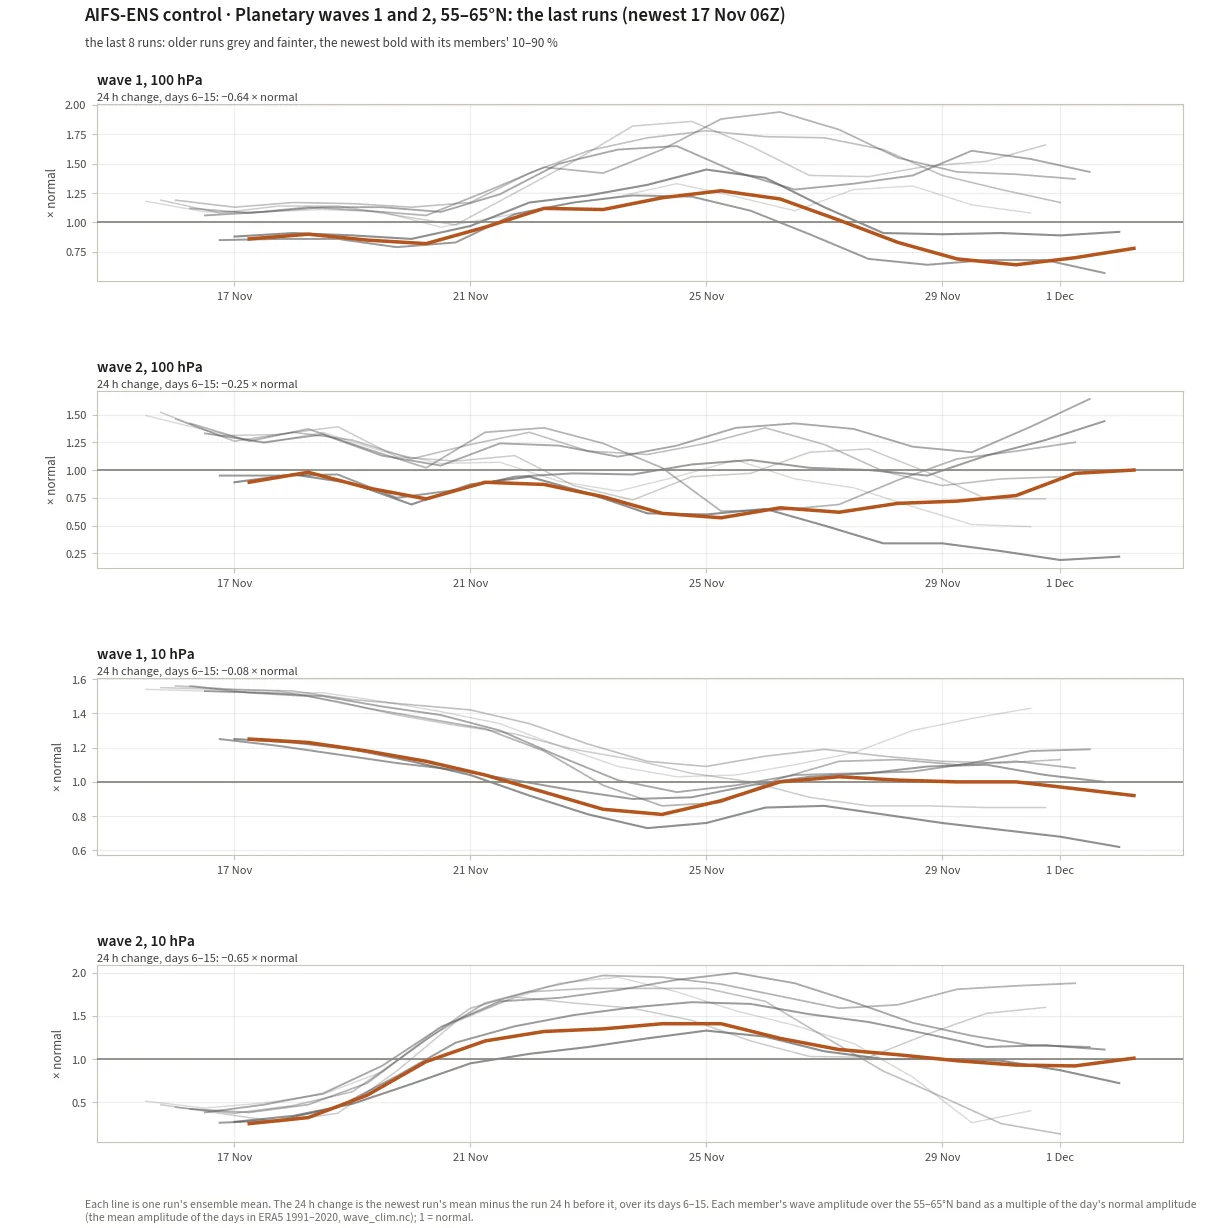 AIFS-ENS control · Planetary waves 1 and 2, 55–65°N: the last runs (newest 17 Nov 06Z)
the last 8 runs: older runs grey and fainter, the newest bold with its members' 10–90 %
wave 1, 100 hPa
24 h change, days 6–15: −0.64 × normal
2.00
1.75
1.50
1.25
1.00
0.75
× normal
17 Nov 21 Nov 25 Nov 29 Nov 1 Dec
wave 2, 100 hPa
24 h change, days 6–15: −0.25 × normal
1.50
1.25
1.00
0.75
0.50
0.25
× normal
17 Nov 21 Nov 25 Nov 29 Nov 1 Dec
wave 1, 10 hPa
24 h change, days 6–15: −0.08 × normal
1.6
1.4
1.2
1.0
0.8
0.6
× normal
17 Nov 21 Nov 25 Nov 29 Nov 1 Dec
wave 2, 10 hPa
24 h change, days 6–15: −0.65 × normal
2.0
1.5
1.0
0.5
× normal
17 Nov 21 Nov 25 Nov 29 Nov 1 Dec
Each line is one run's ensemble mean. The 24 h change is the newest run's mean minus the run 24 h before it, over its days 6–15. Each member's wave amplitude over the 55–65°N band as a multiple of the day's normal amplitude
(the mean amplitude of the days in ERA5 1991–2020, wave_clim.nc); 1 = normal.